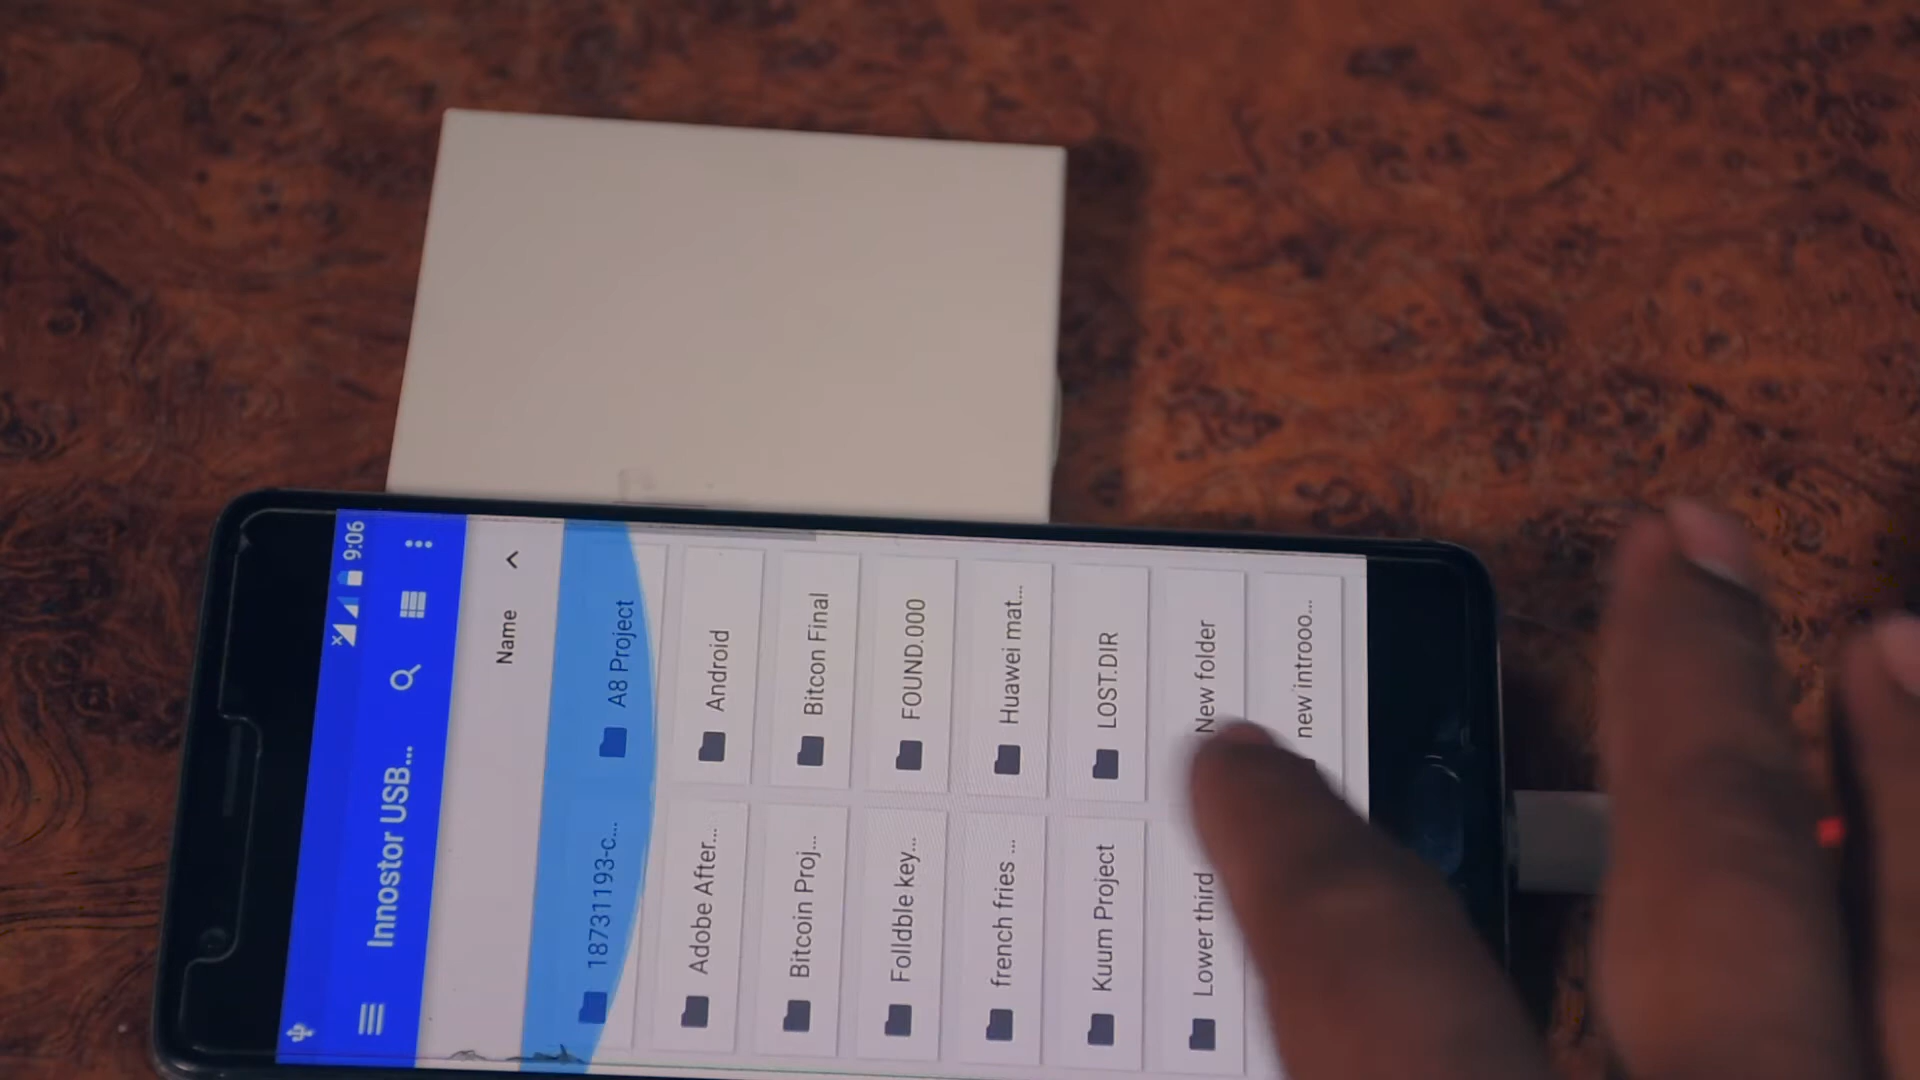 9:06
Innostor USB...
Name
18731193-c...
A8 Project
Adobe After...
Android
Bitcoin Proj...
Bitcon Final
Folldble key...
FOUND.000
french fries ...
Huawei mat...
Kuum Project
LOST.DIR
Lower third
New folder
new introoo...